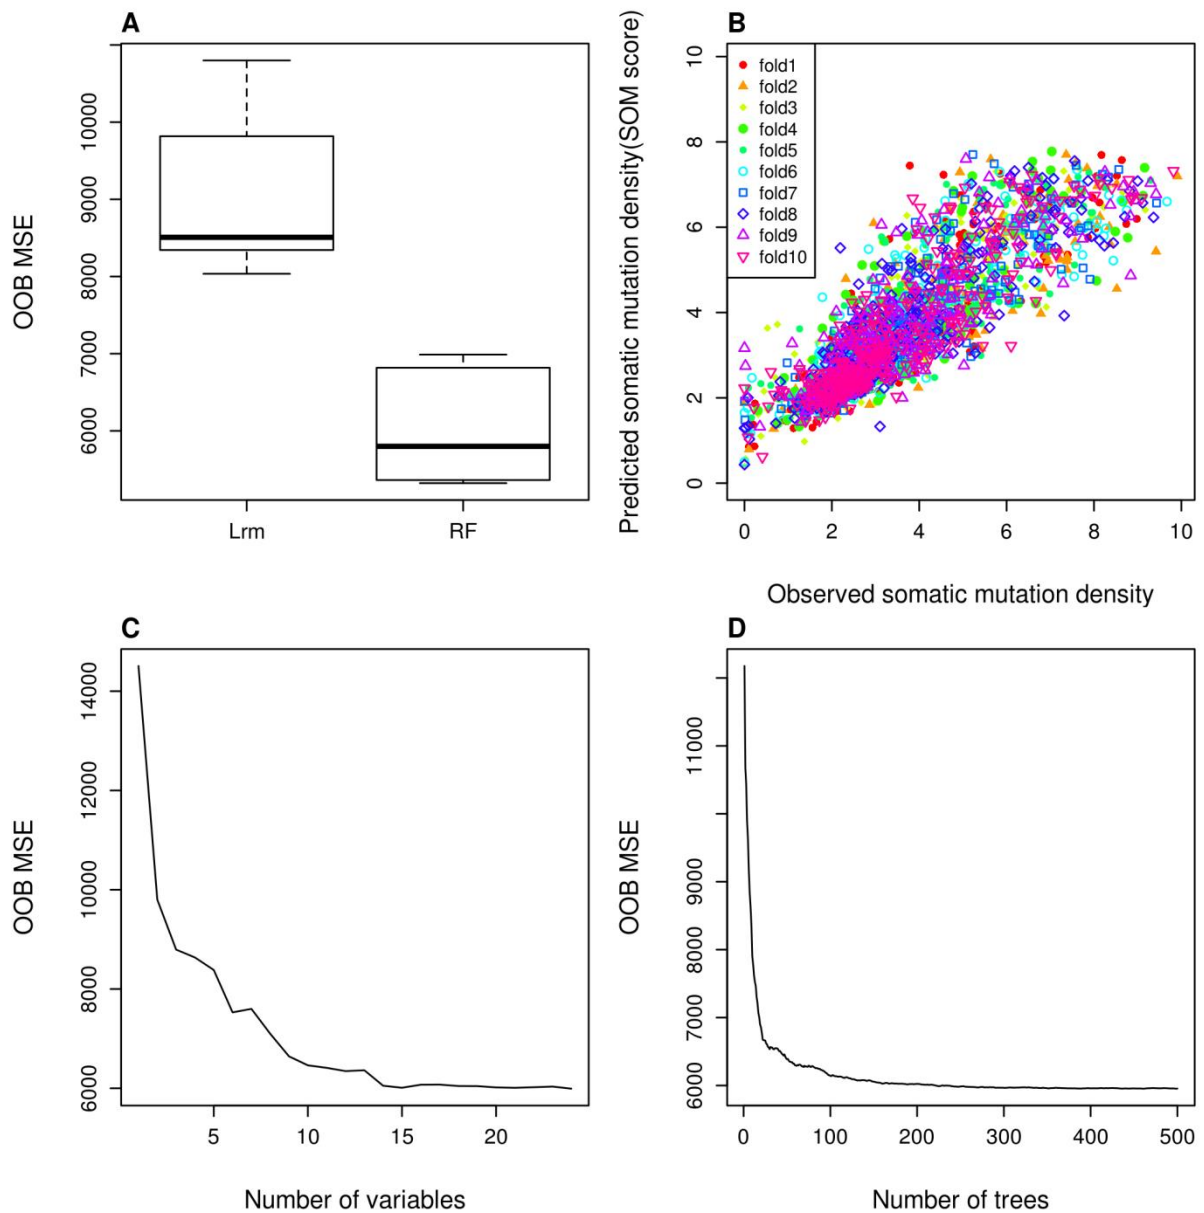 A
OOB MSE
10000
9000
8000
7000
6000
Lrm
RF
B
Predicted somatic mutation density(SOM score)
10
8
6
4
2
0
fold1
fold2
fold3
fold4
fold5
fold6
fold7
fold8
fold9
fold10
0 2 4 6 8 10
Observed somatic mutation density
C
OOB MSE
14000
12000
10000
8000
6000
5 10 15 20
Number of variables
D
OOB MSE
11000
9000
8000
7000
6000
0 100 200 300 400 500
Number of trees